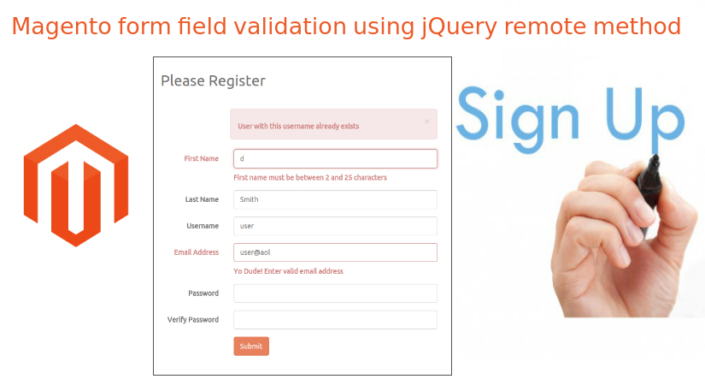 Magento form field validation using jQuery remote method
Please Register
User with this username already exists
×
First Name
d
First name must be between 2 and 25 characters
Last Name
Smith
Username
user
Email Address
user@aol
Yo Dude! Enter valid email address
Password
Verify Password
Submit
Sign Up